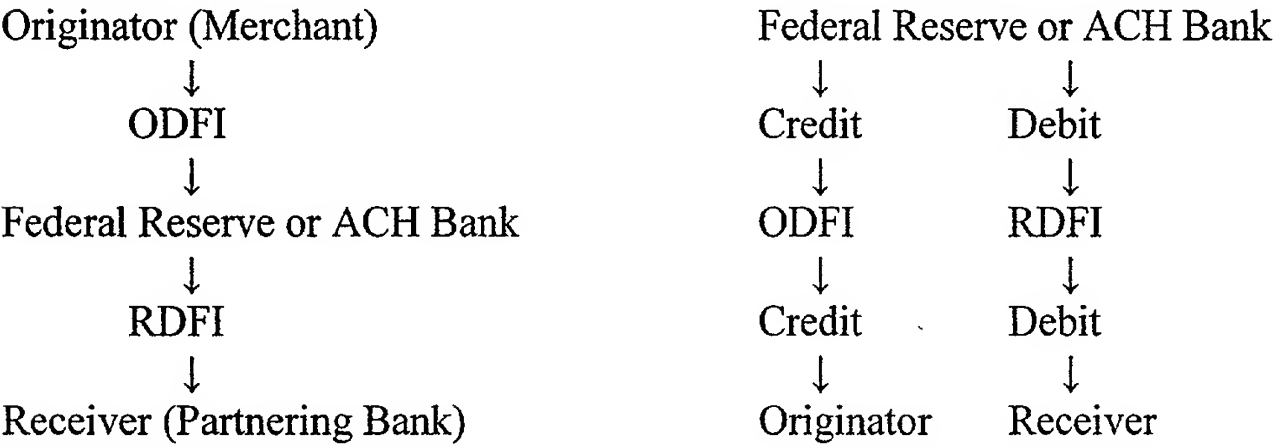 Originator (Merchant)
↓
ODFI
↓
Federal Reserve or ACH Bank
↓
RDFI
↓
Receiver (Partnering Bank)
Federal Reserve or ACH Bank
↓ ↓
Credit Debit
↓ ↓
ODFI RDFI
↓ ↓
Credit Debit
↓ ↓
Originator Receiver